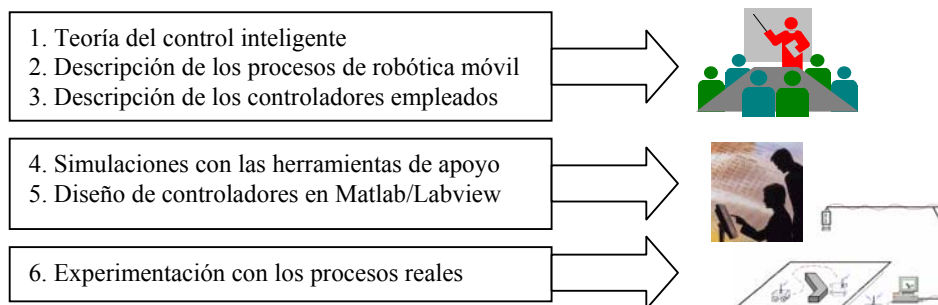 1. Teoría del control inteligente
2. Descripción de los procesos de robótica móvil
3. Descripción de los controladores empleados
4. Simulaciones con las herramientas de apoyo
5. Diseño de controladores en Matlab/Labview
6. Experimentación con los procesos reales